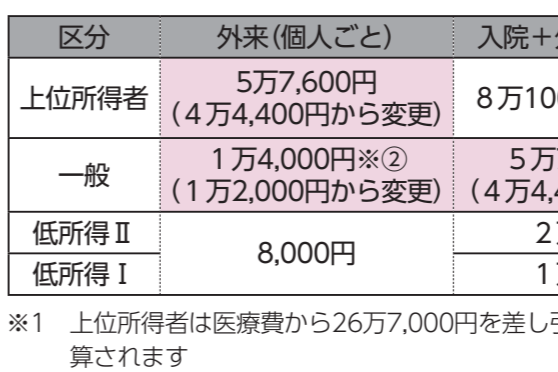 区分 外来(個人ごと) 入院+
上位所得者 5万7,600円 8万10
(4万4,400円から変更)
一般 1万4,000円※② 5万
(1万2,000円から変更) (4万4,
低所得Ⅱ 8,000円 2
低所得Ⅰ 1
※1 上位所得者は医療費から26万7,000円を差し引
算されます